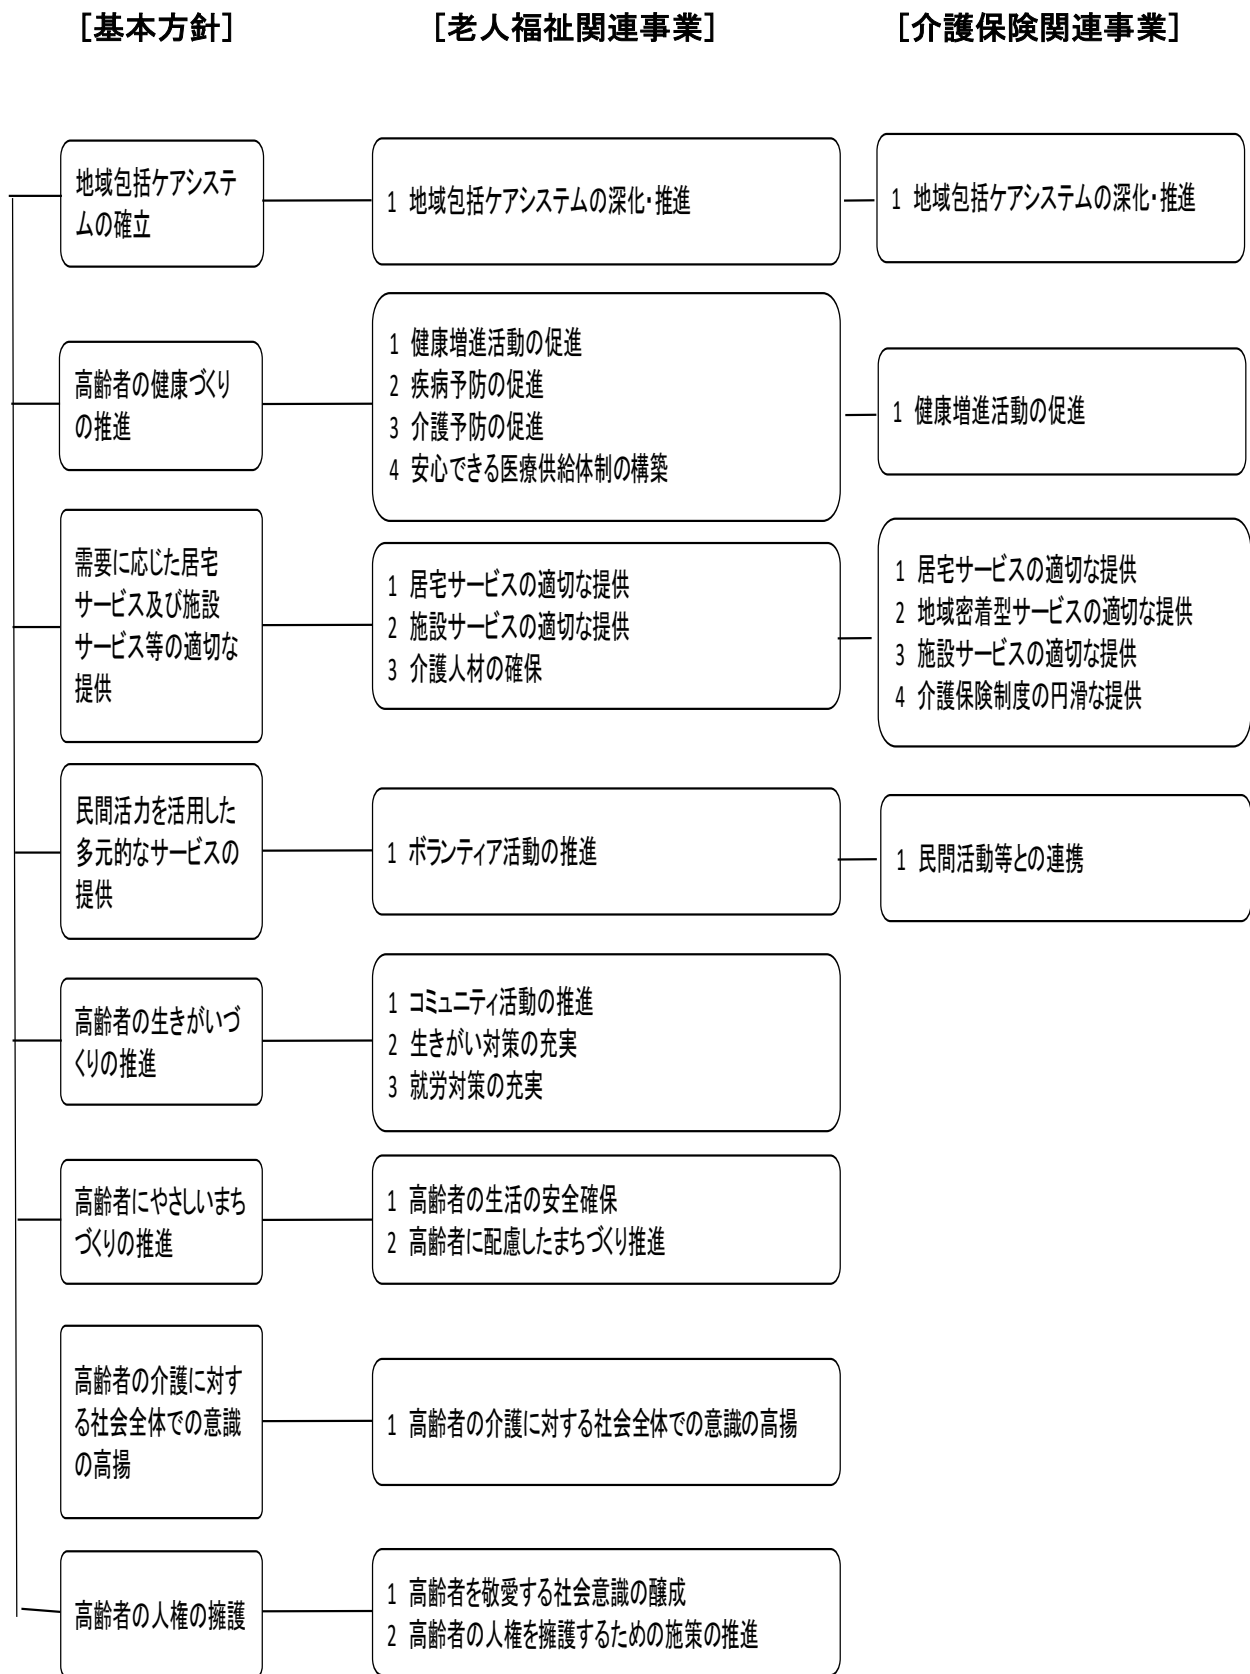 [基本方針] [老人福祉関連事業] [介護保険関連事業]
地域包括ケアシステ
ムの確立
1 地域包括ケアシステムの深化・推進
1 地域包括ケアシステムの深化・推進
高齢者の健康づくり
の推進
1 健康増進活動の促進
2 疾病予防の促進
3 介護予防の促進
4 安心できる医療供給体制の構築
1 健康増進活動の促進
需要に応じた居宅
サービス及び施設
サービス等の適切な
提供
1 居宅サービスの適切な提供
2 施設サービスの適切な提供
3 介護人材の確保
1 居宅サービスの適切な提供
2 地域密着型サービスの適切な提供
3 施設サービスの適切な提供
4 介護保険制度の円滑な提供
民間活力を活用した
多元的なサービスの
提供
1 ボランティア活動の推進
1 民間活動等との連携
高齢者の生きがいづ
くりの推進
1 コミュニティ活動の推進
2 生きがい対策の充実
3 就労対策の充実
高齢者にやさしいまち
づくりの推進
1 高齢者の生活の安全確保
2 高齢者に配慮したまちづくり推進
高齢者の介護に対す
る社会全体での意識
の高揚
1 高齢者の介護に対する社会全体での意識の高揚
高齢者の人権の擁護
1 高齢者を敬愛する社会意識の醸成
2 高齢者の人権を擁護するための施策の推進